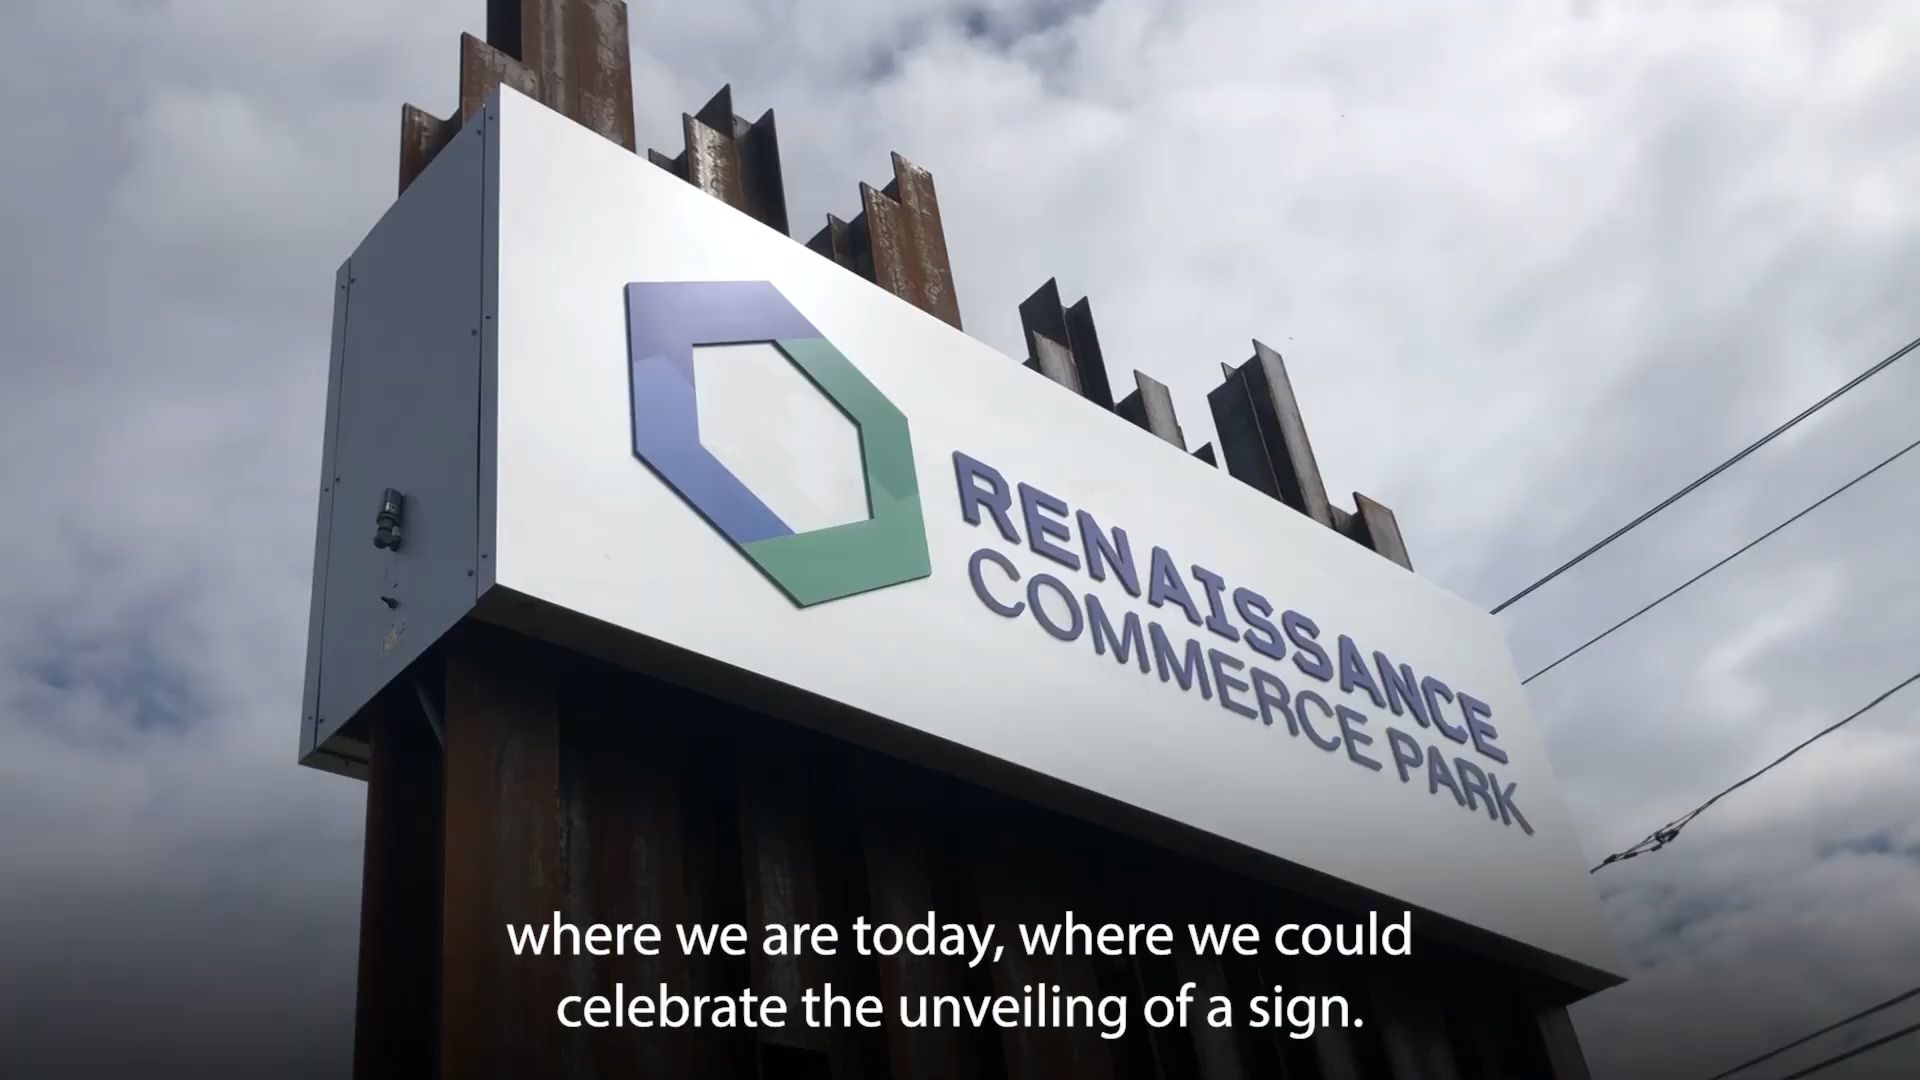 RENAISSANCE
COMMERCE PARK
where we are today, where we could
celebrate the unveiling of a sign.